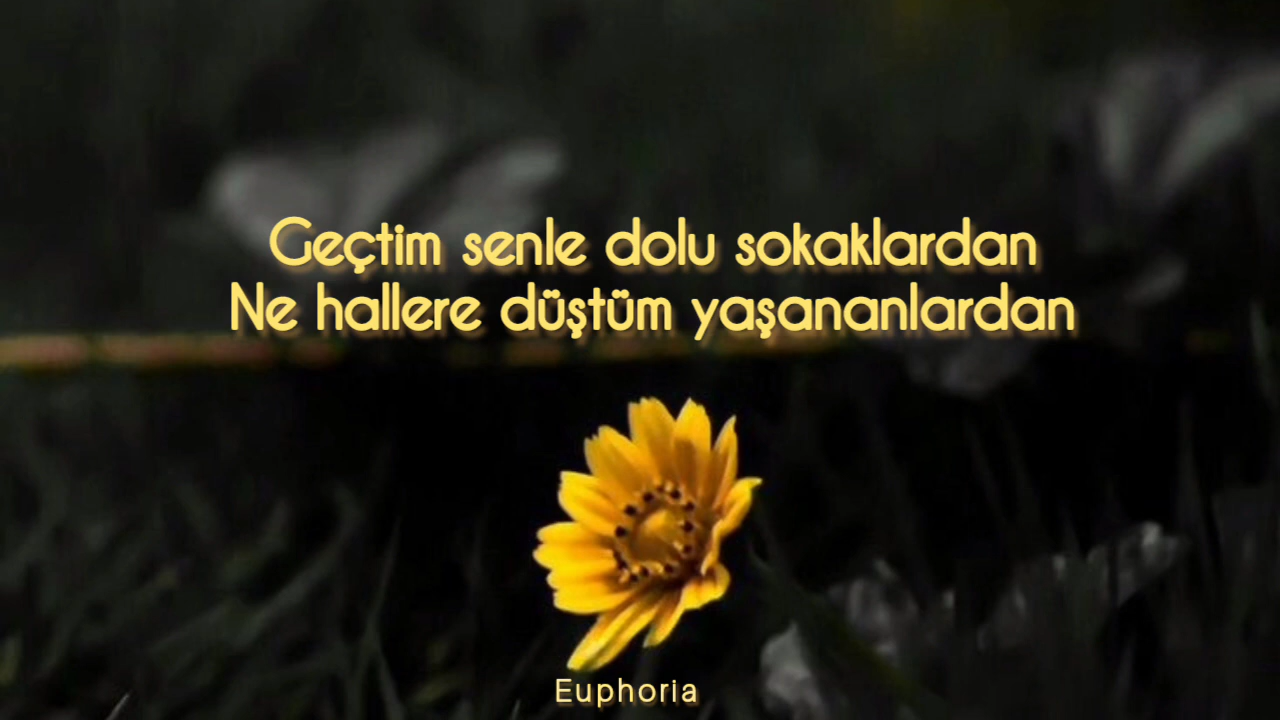 Geçtim senle dolu sokaklardan
Ne hallere düştüm yaşananlardan
Euphoria